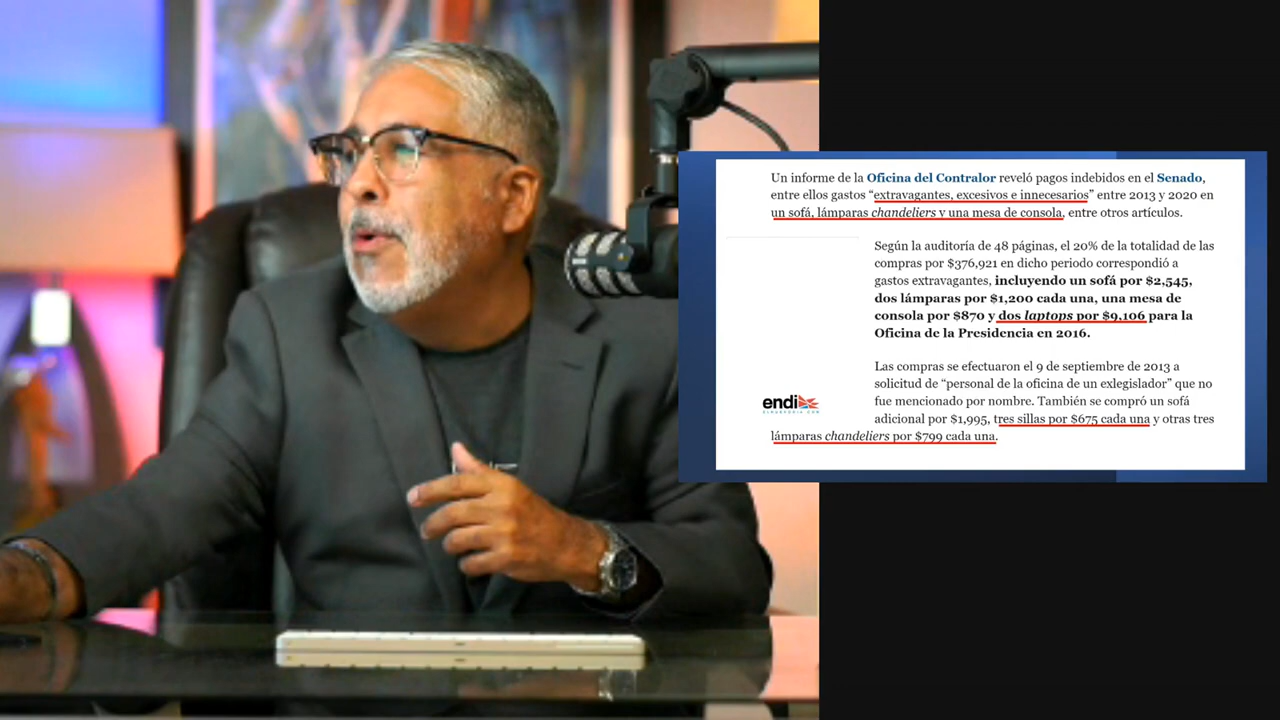 Un informe de la Oficina del Contralor reveló pagos indebidos en el Senado,
entre ellos gastos “extravagantes, excesivos e innecesarios” entre 2013 y 2020 en
un sofá, lámparas chandeliers y una mesa de consola, entre otros artículos.
Según la auditoría de 48 páginas, el 20% de la totalidad de las
compras por $376,921 en dicho periodo correspondió a
gastos extravagantes, incluyendo un sofá por $2,545,
dos lámparas por $1,200 cada una, una mesa de
consola por $870 y dos laptops por $9,106 para la
Oficina de la Presidencia en 2016.
Las compras se efectuaron el 9 de septiembre de 2013 a
solicitud de “personal de la oficina de un exlegislador” que no
fue mencionado por nombre. También se compró un sofá
adicional por $1,995, tres sillas por $675 cada una y otras tres
lámparas chandeliers por $799 cada una.
endi